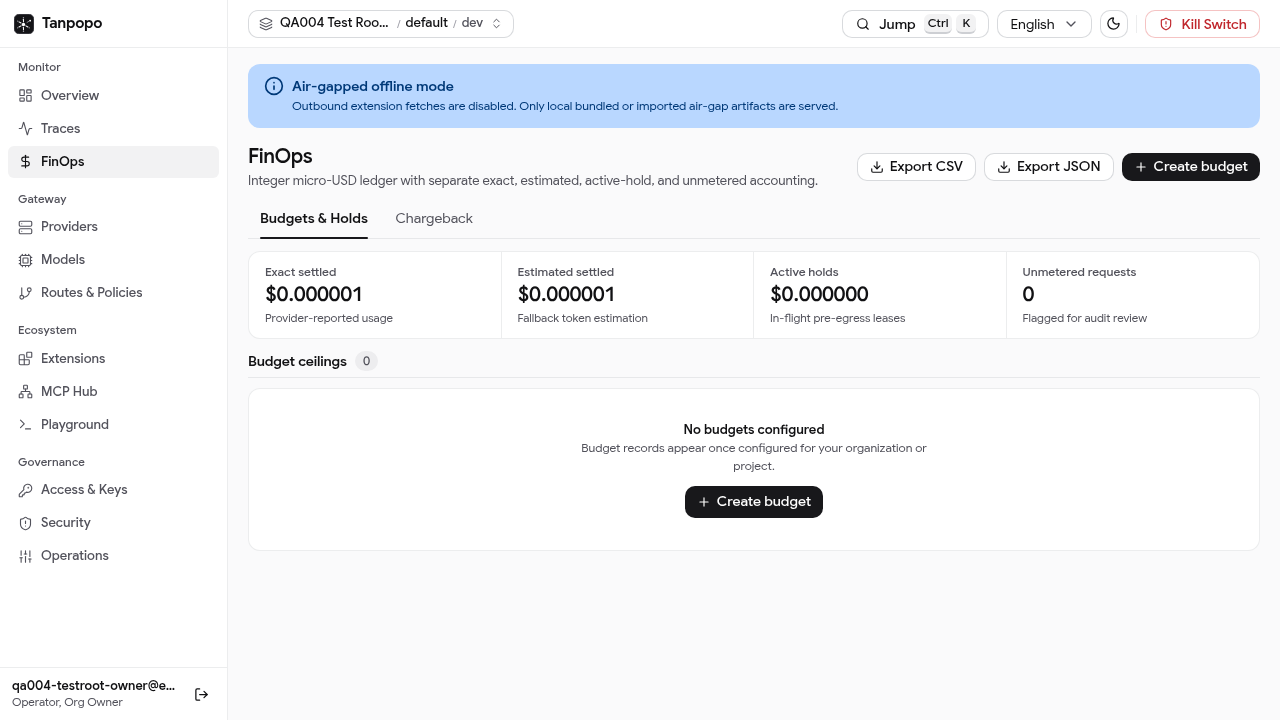 Tanpopo
QA004 Test Roo... / default / dev
Jump Ctrl K
English
Kill Switch
Monitor
Overview
Traces
FinOps
Gateway
Providers
Models
Routes & Policies
Ecosystem
Extensions
MCP Hub
Playground
Governance
Access & Keys
Security
Operations
qa004-testroot-owner@e...
Operator, Org Owner
Air-gapped offline mode
Outbound extension fetches are disabled. Only local bundled or imported air-gap artifacts are served.
FinOps
Integer micro-USD ledger with separate exact, estimated, active-hold, and unmetered accounting.
Export CSV
Export JSON
Create budget
Budgets & Holds
Chargeback
Exact settled
$0.000001
Provider-reported usage
Estimated settled
$0.000001
Fallback token estimation
Active holds
$0.000000
In-flight pre-egress leases
Unmetered requests
0
Flagged for audit review
Budget ceilings 0
No budgets configured
Budget records appear once configured for your organization or
project.
Create budget